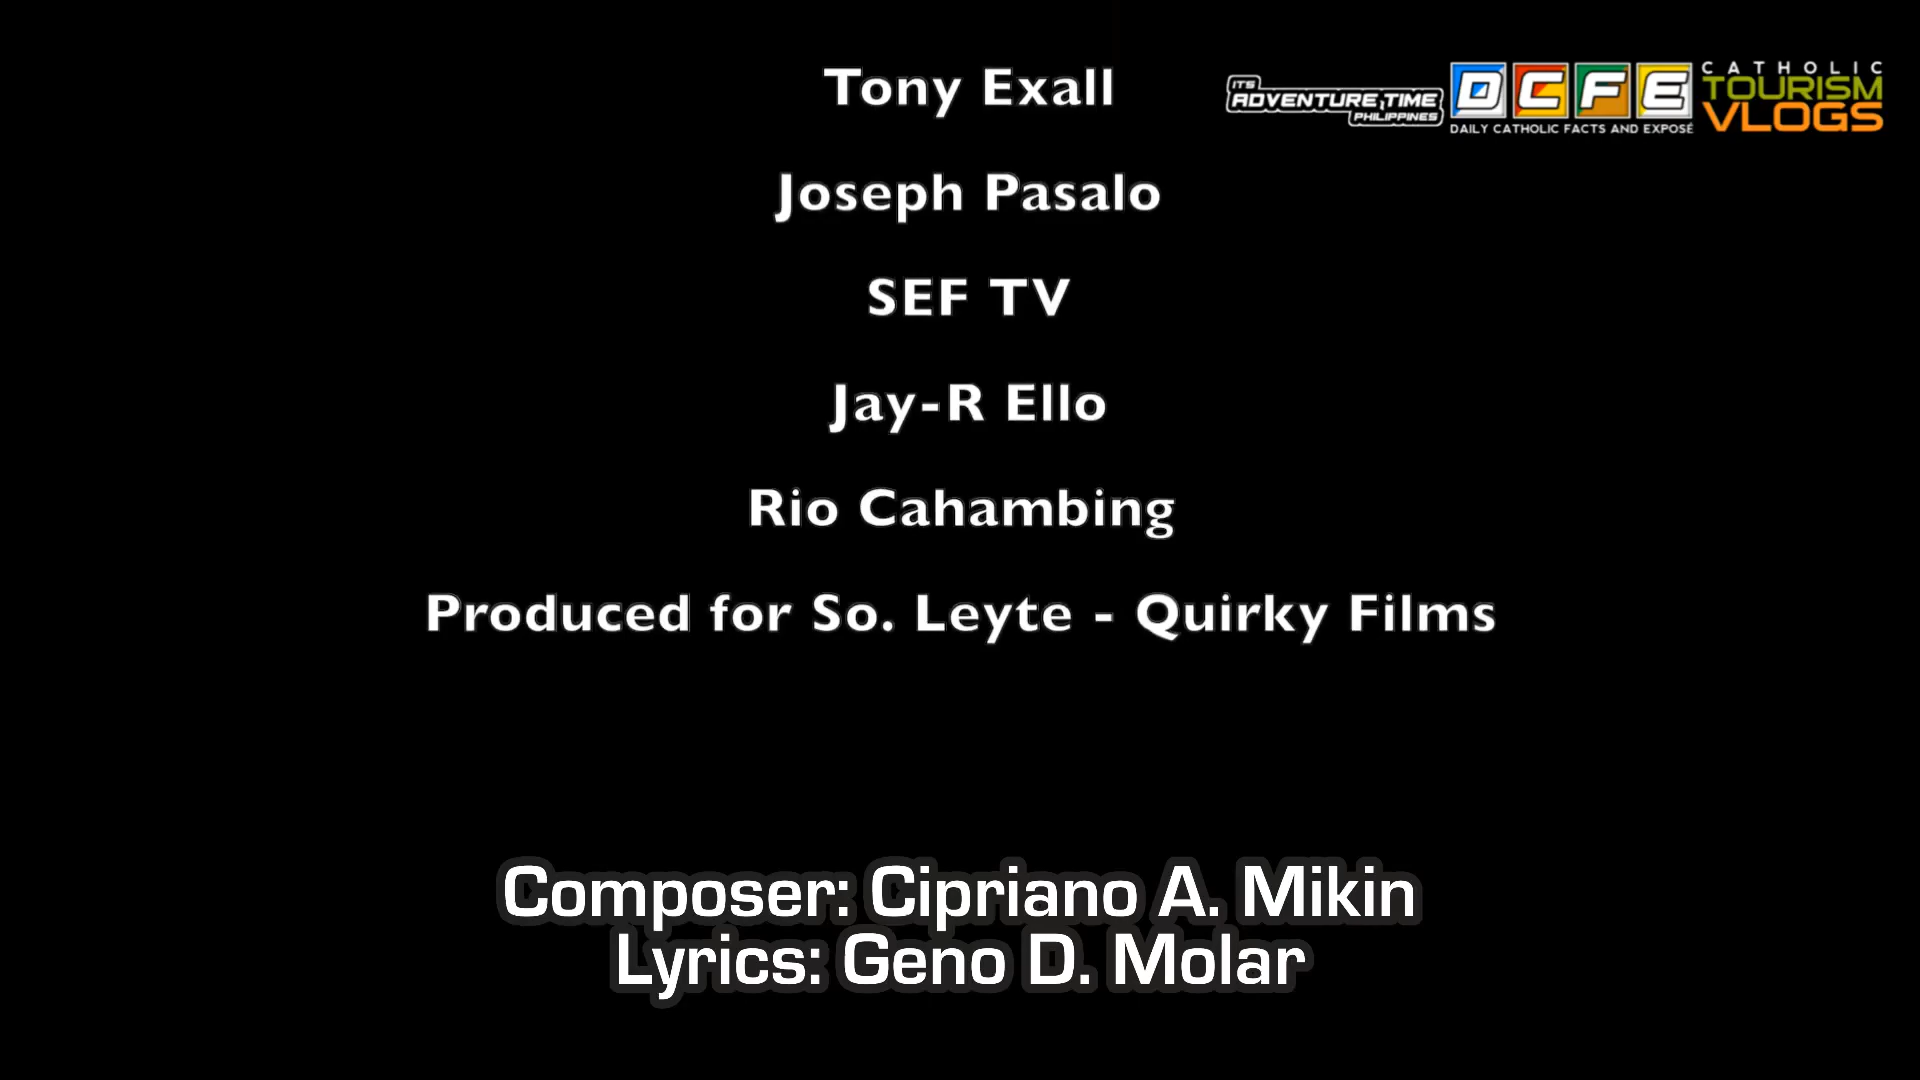 Tony Exall
ITS
ADVENTURE TIME
PHILIPPINES
DCFE
DAILY CATHOLIC FACTS AND EXPOSÉ
CATHOLIC
TOURISM
VLOGS
Joseph Pasalo
SEF TV
Jay-R Ello
Rio Cahambing
Produced for So. Leyte - Quirky Films
Composer: Cipriano A. Mikin
Lyrics: Geno D. Molar